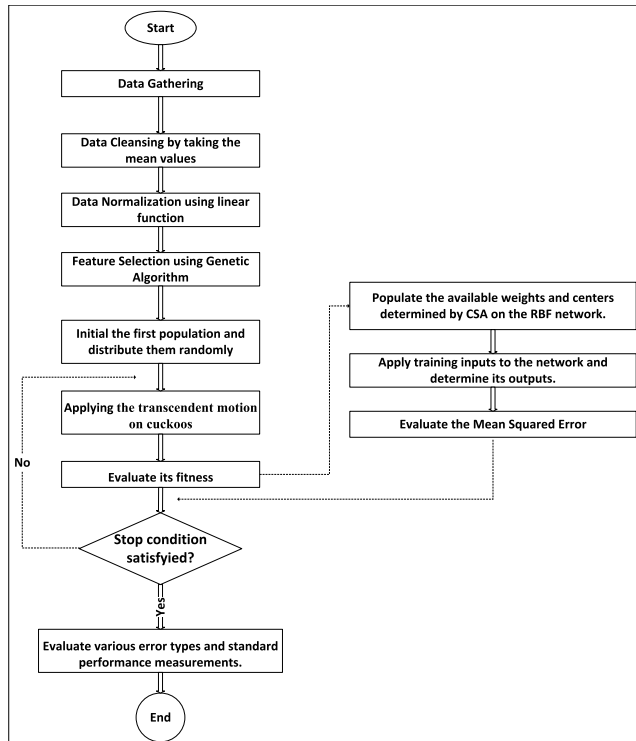 Start
Data Gathering
Data Cleansing by taking the
mean values
Data Normalization using linear
function
Feature Selection using Genetic
Algorithm
Initial the first population and
distribute them randomly
Applying the transcendent motion
on cuckoos
Evaluate its fitness
Populate the available weights and centers
determined by CSA on the RBF network.
Apply training inputs to the network and
determine its outputs.
Evaluate the Mean Squared Error
No
Stop condition
satisfyied?
Yes
Evaluate various error types and standard
performance measurements.
End